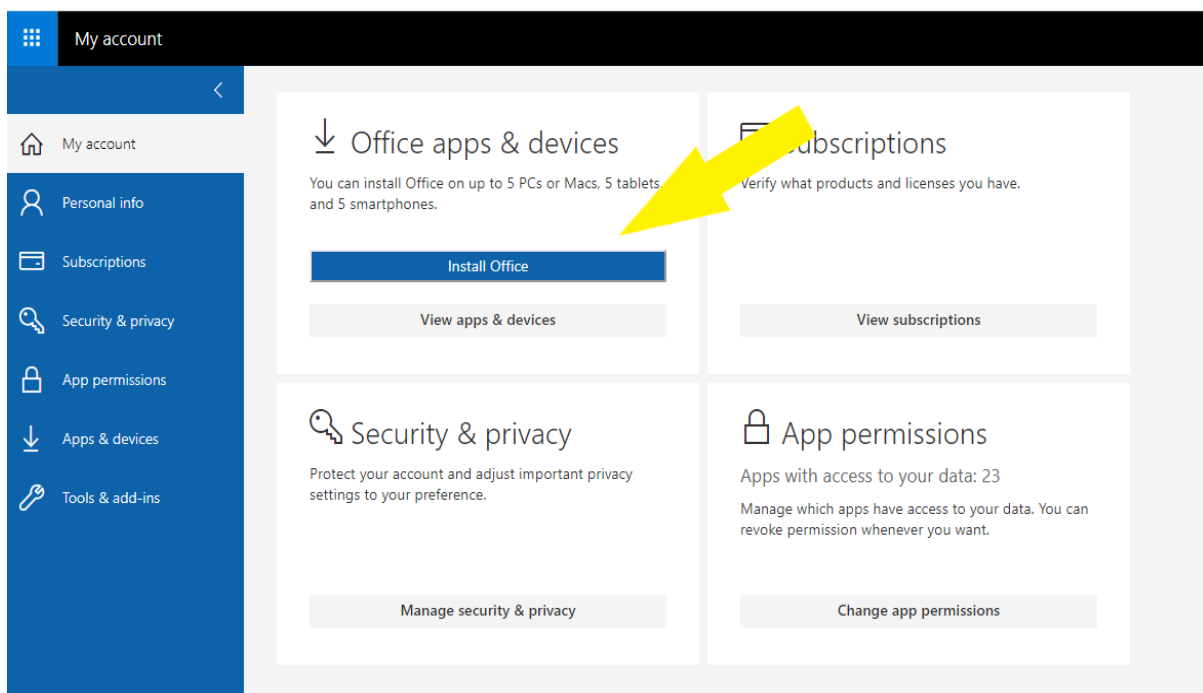 My account
My account
Personal info
Subscriptions
Security & privacy
App permissions
Apps & devices
Tools & add-ins
Office apps & devices
You can install Office on up to 5 PCs or Macs, 5 tablets,
and 5 smartphones.
Install Office
View apps & devices
Subscriptions
Verify what products and licenses you have.
View subscriptions
Security & privacy
Protect your account and adjust important privacy
settings to your preference.
Manage security & privacy
App permissions
Apps with access to your data: 23
Manage which apps have access to your data. You can
revoke permission whenever you want.
Change app permissions